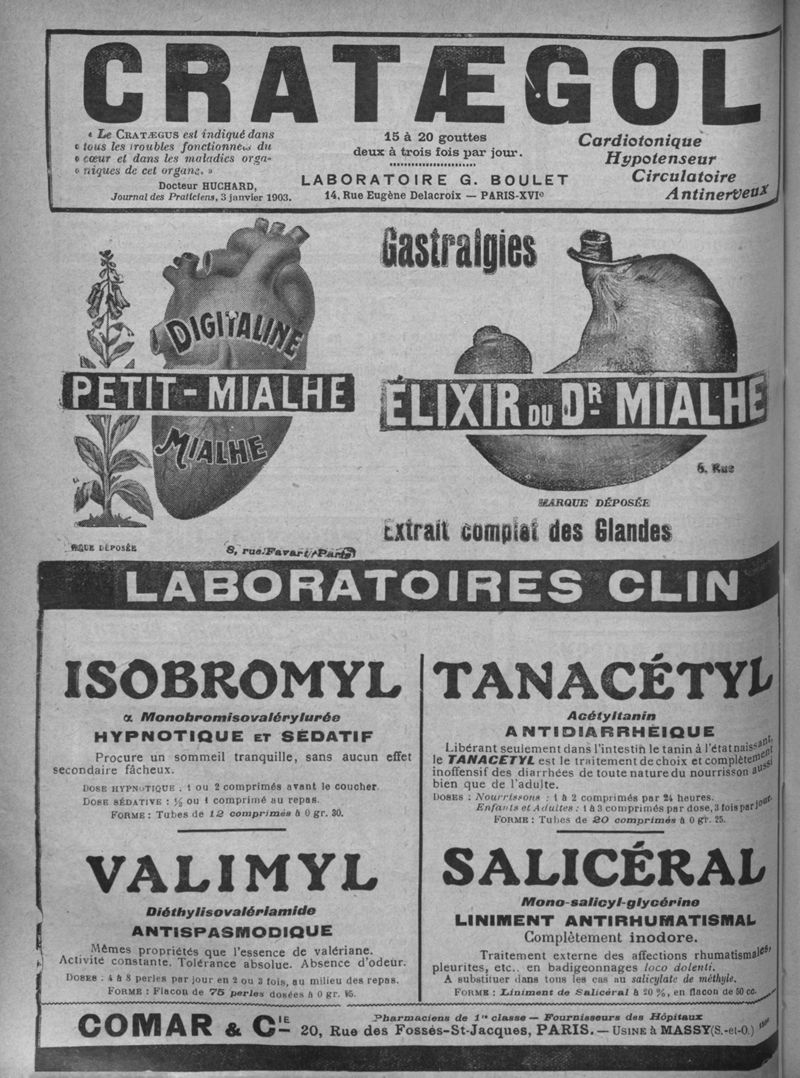 CRATÆGOL
« Le CRATÆGUS est indiqué dans
« tous les troubles fonctionnels du
« cœur et dans les maladies orga-
« niques de cet organe. »
Docteur HUCHARD,
Journal des Praticiens, 3 janvier 1903.
15 à 20 gouttes
deux à trois fois par jour.
LABORATOIRE G. BOULET
14, Rue Eugène Delacroix — PARIS-XVIe
Cardiotonique
Hypotenseur
Circulatoire
Antinerveux
DIGITALINE
PETIT-MIALHE
MIALHE
MARQUE DÉPOSÉE
8, rue Favart, Paris
Gastralgies
ÉLIXIR DU DR MIALHE
Rue
MARQUE DÉPOSÉE
Extrait complet des Glandes
LABORATOIRES CLIN
ISOBROMYL
α Monobromisovalérylurée
HYPNOTIQUE ET SÉDATIF
Procure un sommeil tranquille, sans aucun effet
secondaire fâcheux.
DOSE HYPNOTIQUE : 1 ou 2 comprimés avant le coucher.
DOSE SÉDATIVE : ½ ou 1 comprimé au repas.
FORME : Tubes de 12 comprimés à 0 gr. 30.
VALIMYL
Diéthylisovalériamide
ANTISPASMODIQUE
Mêmes propriétés que l'essence de valériane.
Activité constante. Tolérance absolue. Absence d'odeur.
DOSES : 4 à 8 perles par jour en 2 ou 3 fois, au milieu des repas.
FORME : Flacon de 75 perles dosées à 0 gr.
TANACÉTYL
Acétyltanin
ANTIDIARRHÉIQUE
Libérant seulement dans l'intestin le tanin à l'état naissant,
le TANACETYL est le traitement de choix et complètement
inoffensif des diarrhées de toute nature du nourrisson aussi
bien que de l'adulte.
DOSES : Nourrissons : 1 à 2 comprimés par 24 heures.
Enfants et Adultes : 1 à 3 comprimés par dose, 3 fois par jour.
FORME : Tubes de 20 comprimés à 0 gr. 25.
SALICÉRAL
Mono-salicyl-glycérine
LINIMENT ANTIRHUMATISMAL
Complètement inodore.
Traitement externe des affections rhumatismales,
pleurites, etc., en badigeonnages loco dolenti.
A substituer dans tous les cas au salicylate de méthyle.
FORME : Liniment de Salicéral à 20 %, en flacon de 50 cc.
COMAR & CIE
Pharmaciens de 1re classe — Fournisseurs des Hôpitaux
20, Rue des Fossés-St-Jacques, PARIS. — USINE à MASSY (S.-et-O.)